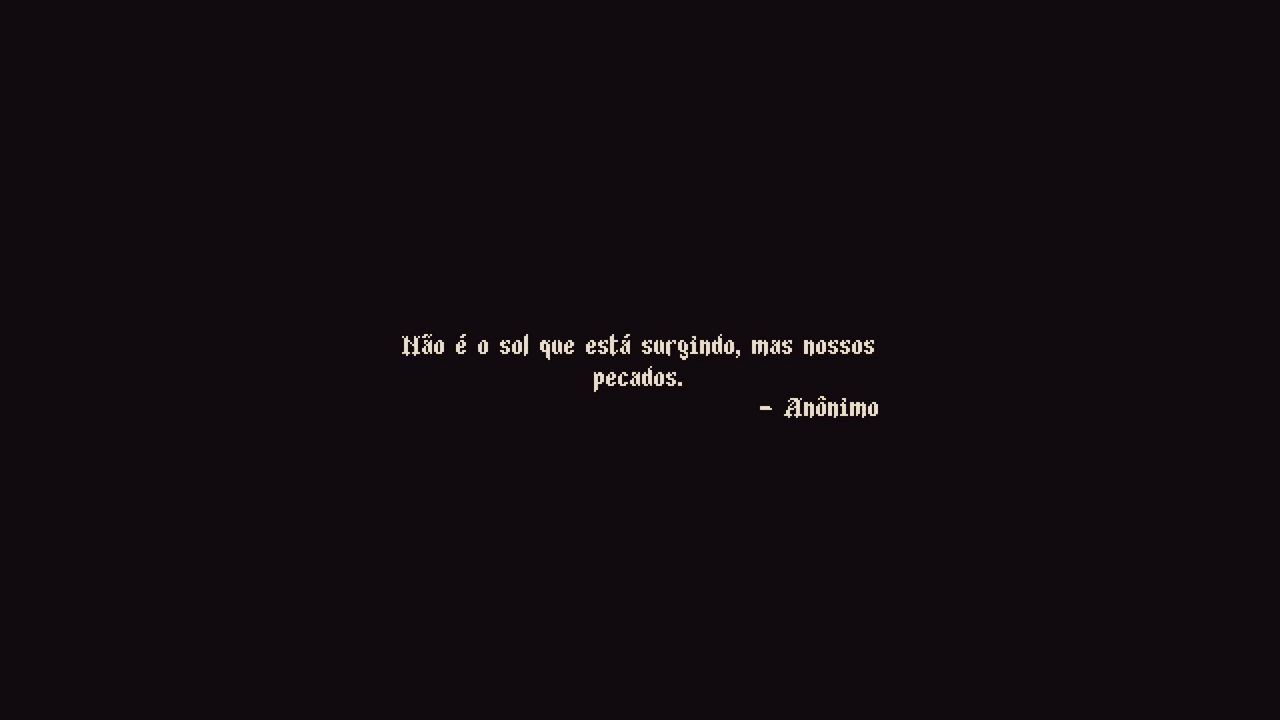 Não é o sol que está surgindo, mas nossos
pecados.
- Anônimo